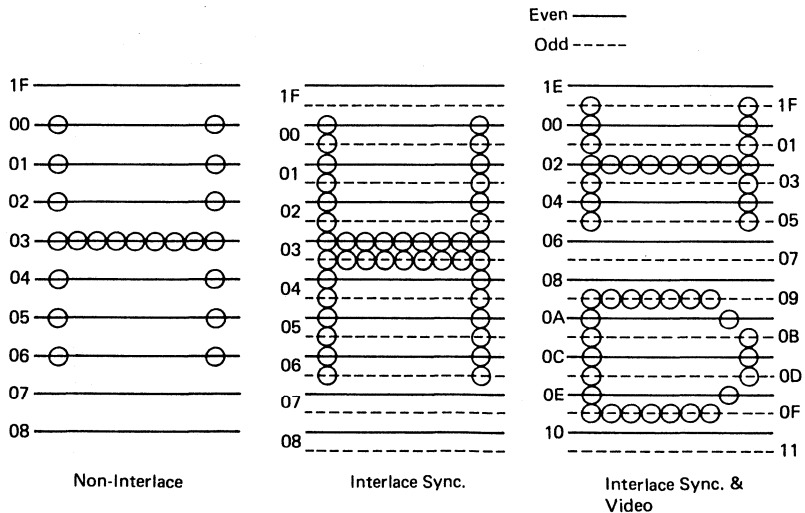 Even
Odd
1F
00
01
02
03
04
05
06
07
08
Non-Interlace
1F
00
01
02
03
04
05
06
07
08
Interlace Sync.
1E
1F
00
01
02
03
04
05
06
07
08
09
0A
0B
0C
0D
0E
0F
10
11
Interlace Sync. &
Video